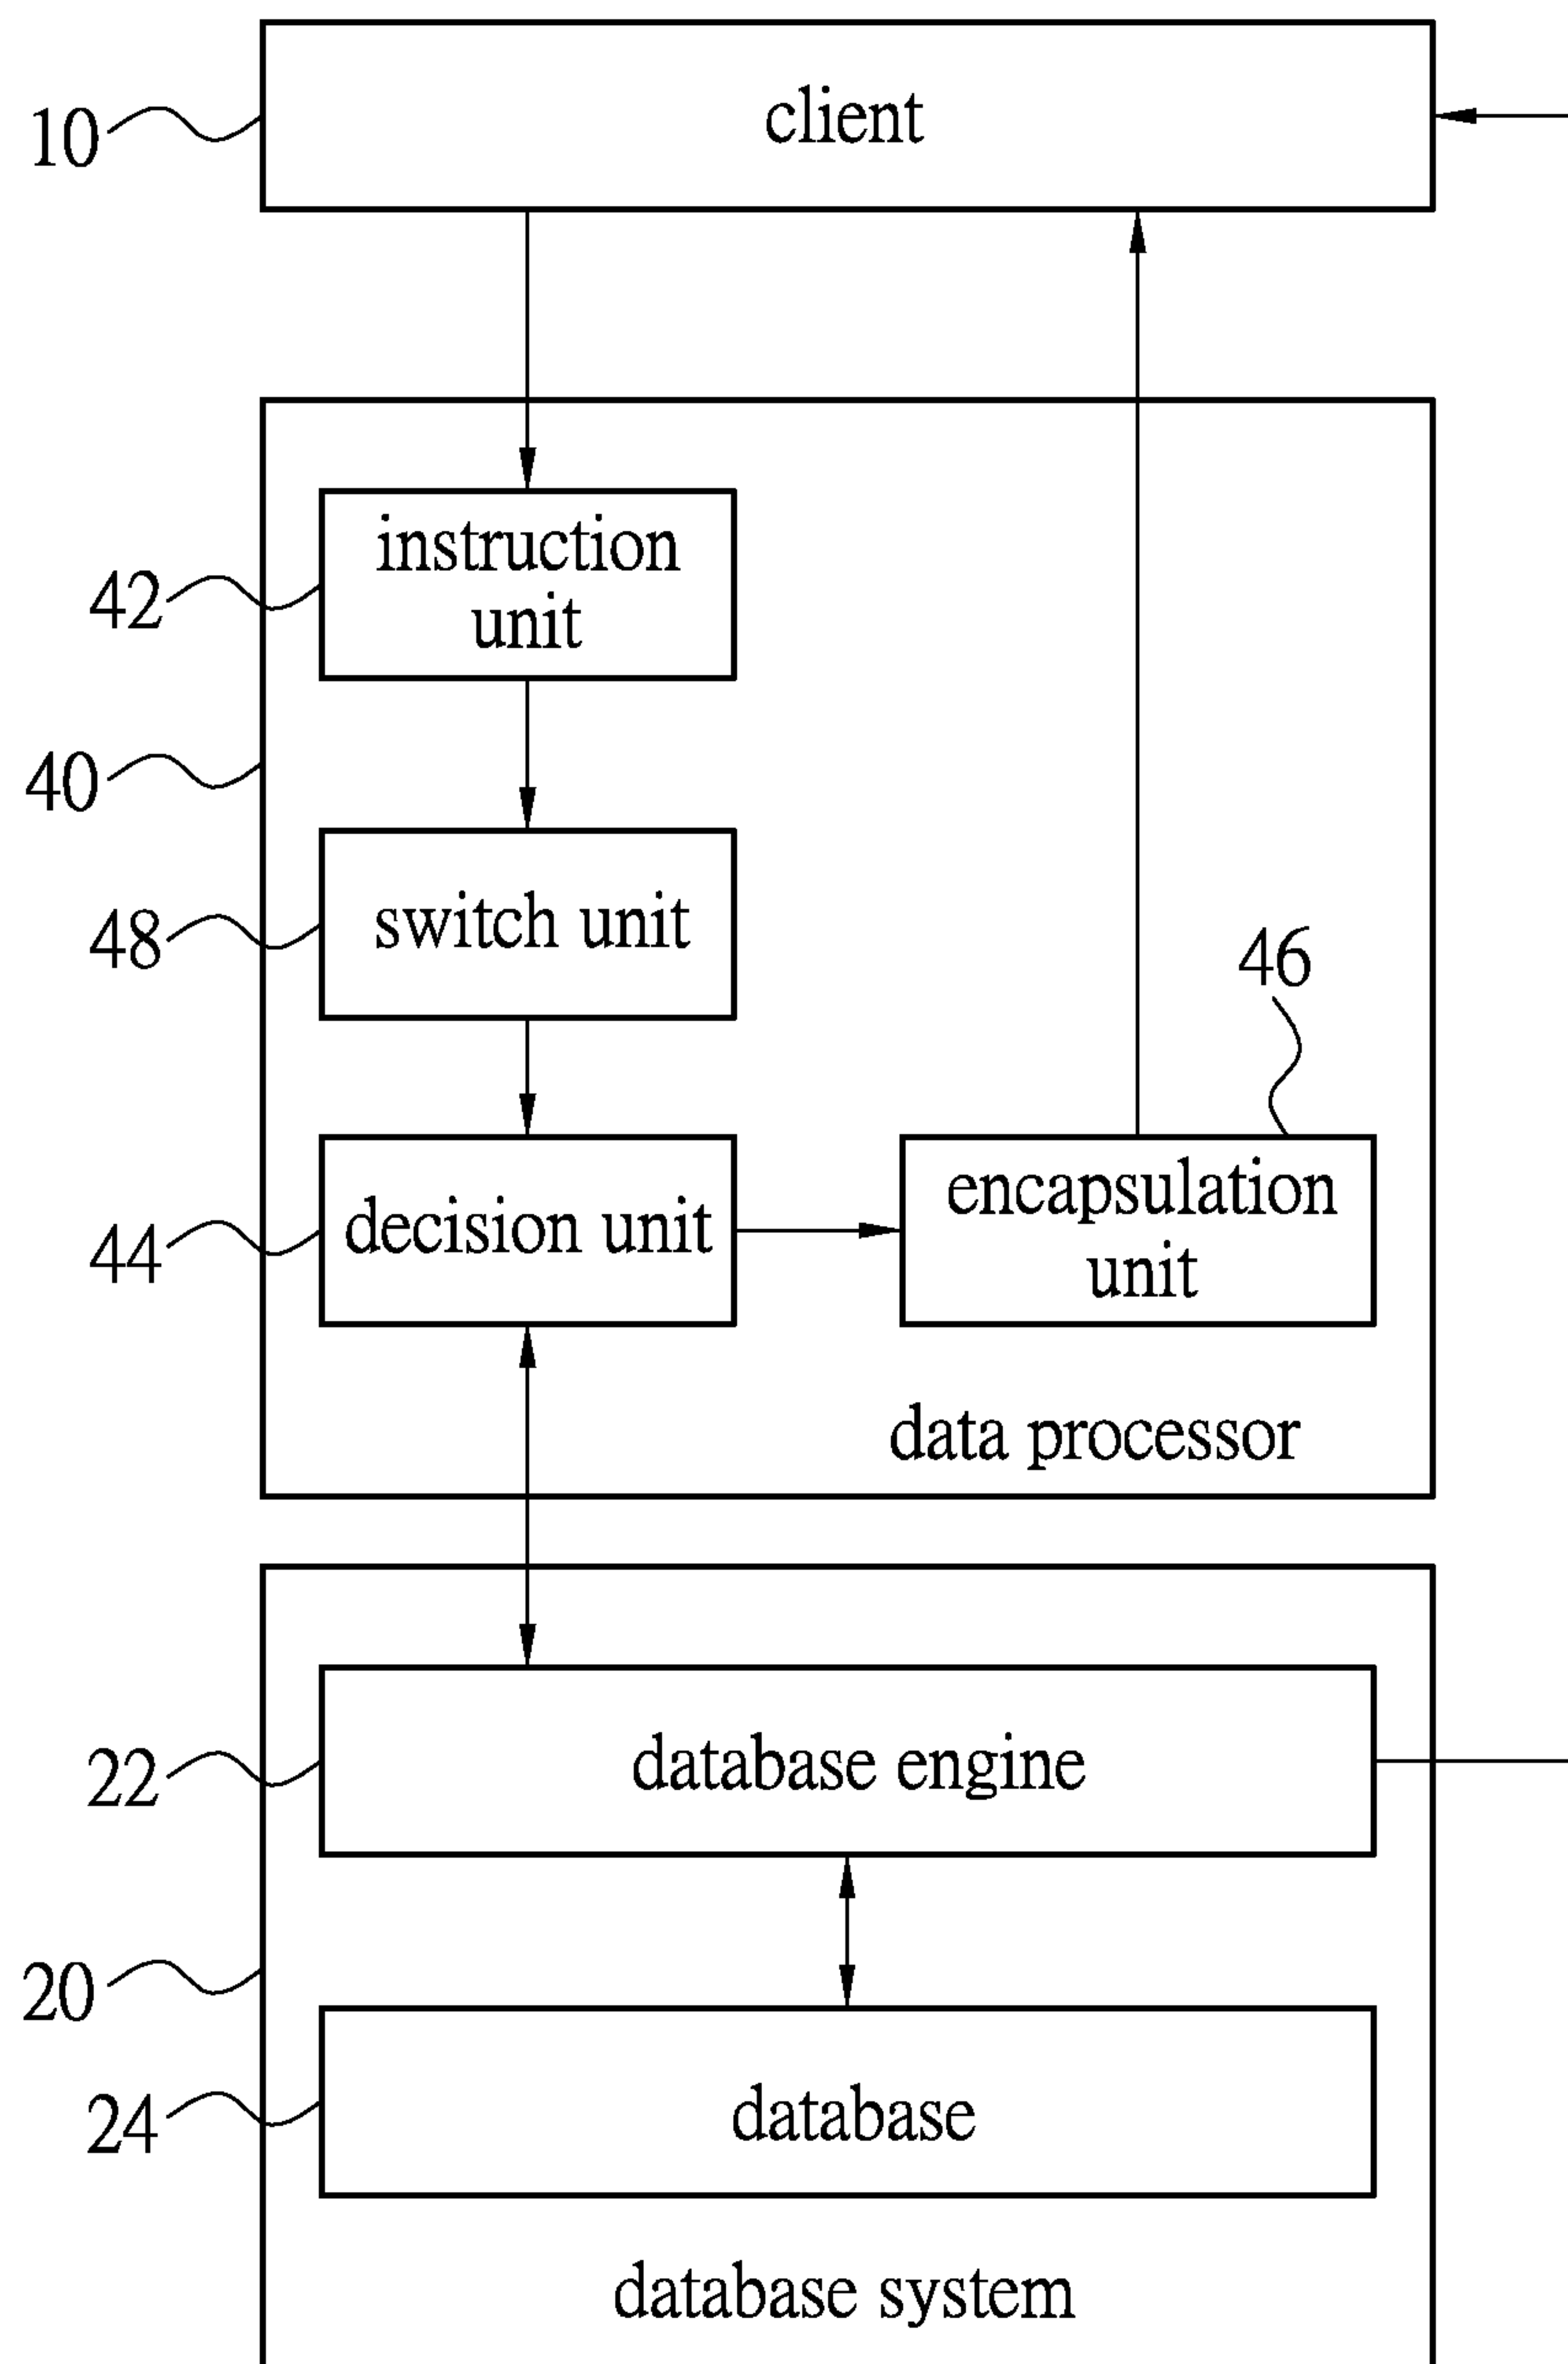 client
10
instruction
unit
42
40
switch unit
48
46
decision unit
encapsulation
unit
44
data processor
database engine
22
20
database
24
database system